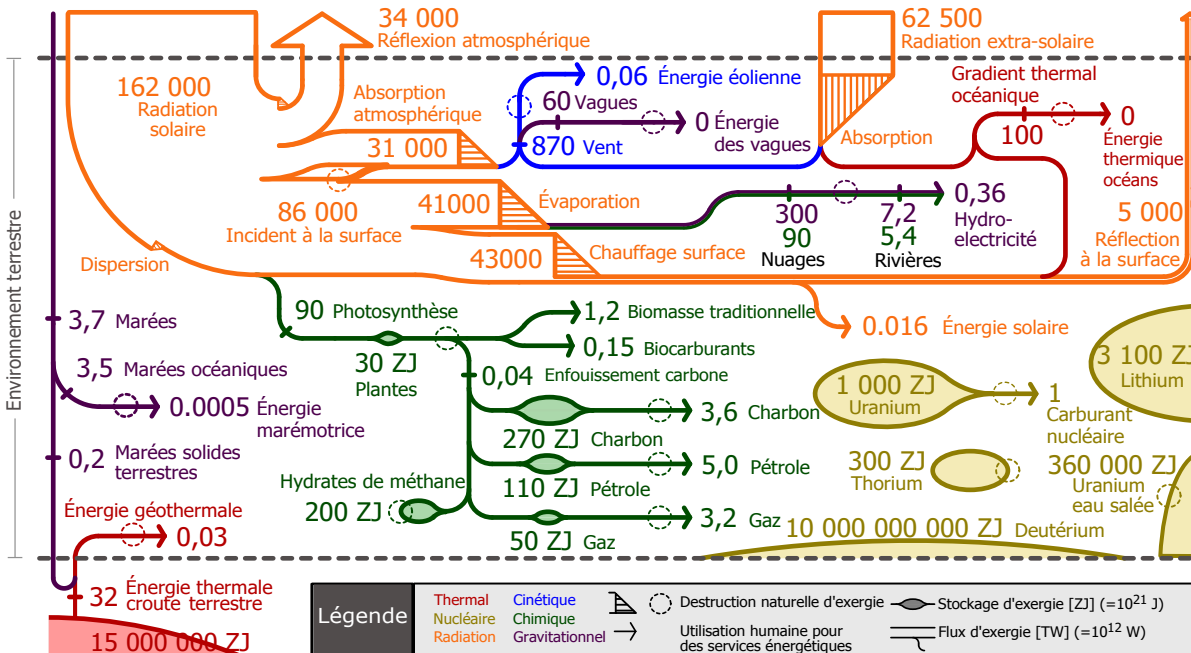 34 000
Réflexion atmosphérique
62 500
Radiation extra-solaire
162 000
Radiation
solaire
Absorption
atmosphérique
31 000
0,06 Énergie éolienne
60 Vagues
0 Énergie
des vagues
870 Vent
Absorption
Gradient thermal
océanique
100
0
Énergie
thermique
océans
86 000
Incident à la surface
41000
Évaporation
43000
Chauffage surface
300
90
Nuages
7,2
5,4
Rivières
0,36
Hydro-
electricité
5 000
Réflection
à la surface
Dispersion
Environnement terrestre
3,7 Marées
3,5 Marées océaniques
0.0005 Énergie
marémotrice
0,2 Marées solides
terrestres
Énergie géothermale
0,03
32 Énergie thermale
croute terrestre
15 000 000 ZJ
90 Photosynthèse
30 ZJ
Plantes
1,2 Biomasse traditionnelle
0,15 Biocarburants
0,04 Enfouissement carbone
3,6 Charbon
270 ZJ Charbon
5,0 Pétrole
110 ZJ Pétrole
Hydrates de méthane
200 ZJ
3,2 Gaz
50 ZJ Gaz
0.016 Énergie solaire
1 000 ZJ
Uranium
1
Carburant
nucléaire
3 100 ZJ
Lithium
300 ZJ
Thorium
360 000 ZJ
Uranium
eau salée
10 000 000 000 ZJ Deutérium
Légende
Thermal Cinétique
Nucléaire Chimique
Radiation Gravitationnel
Destruction naturelle d'exergie
Utilisation humaine pour
des services énergétiques
Stockage d'exergie [ZJ] (=10²¹ J)
Flux d'exergie [TW] (=10¹² W)